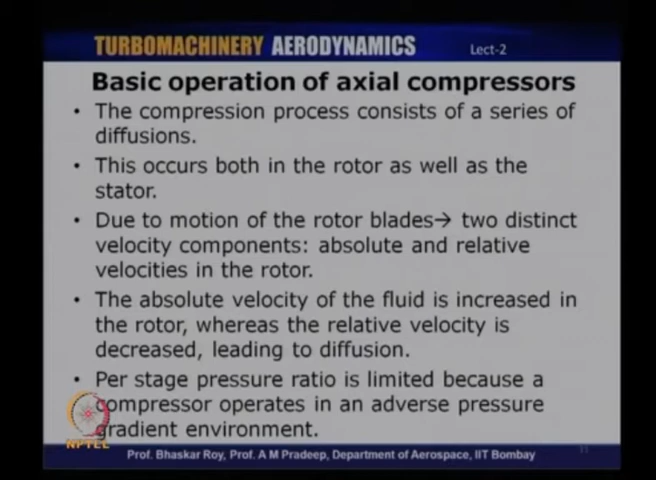 TURBOMACHINERY AERODYNAMICS Lect-2
Basic operation of axial compressors
• The compression process consists of a series of
diffusions.
• This occurs both in the rotor as well as the
stator.
• Due to motion of the rotor blades→ two distinct
velocity components: absolute and relative
velocities in the rotor.
• The absolute velocity of the fluid is increased in
the rotor, whereas the relative velocity is
decreased, leading to diffusion.
• Per stage pressure ratio is limited because a
compressor operates in an adverse pressure
gradient environment.
NPTEL
Prof. Bhaskar Roy, Prof. A M Pradeep, Department of Aerospace, IIT Bombay